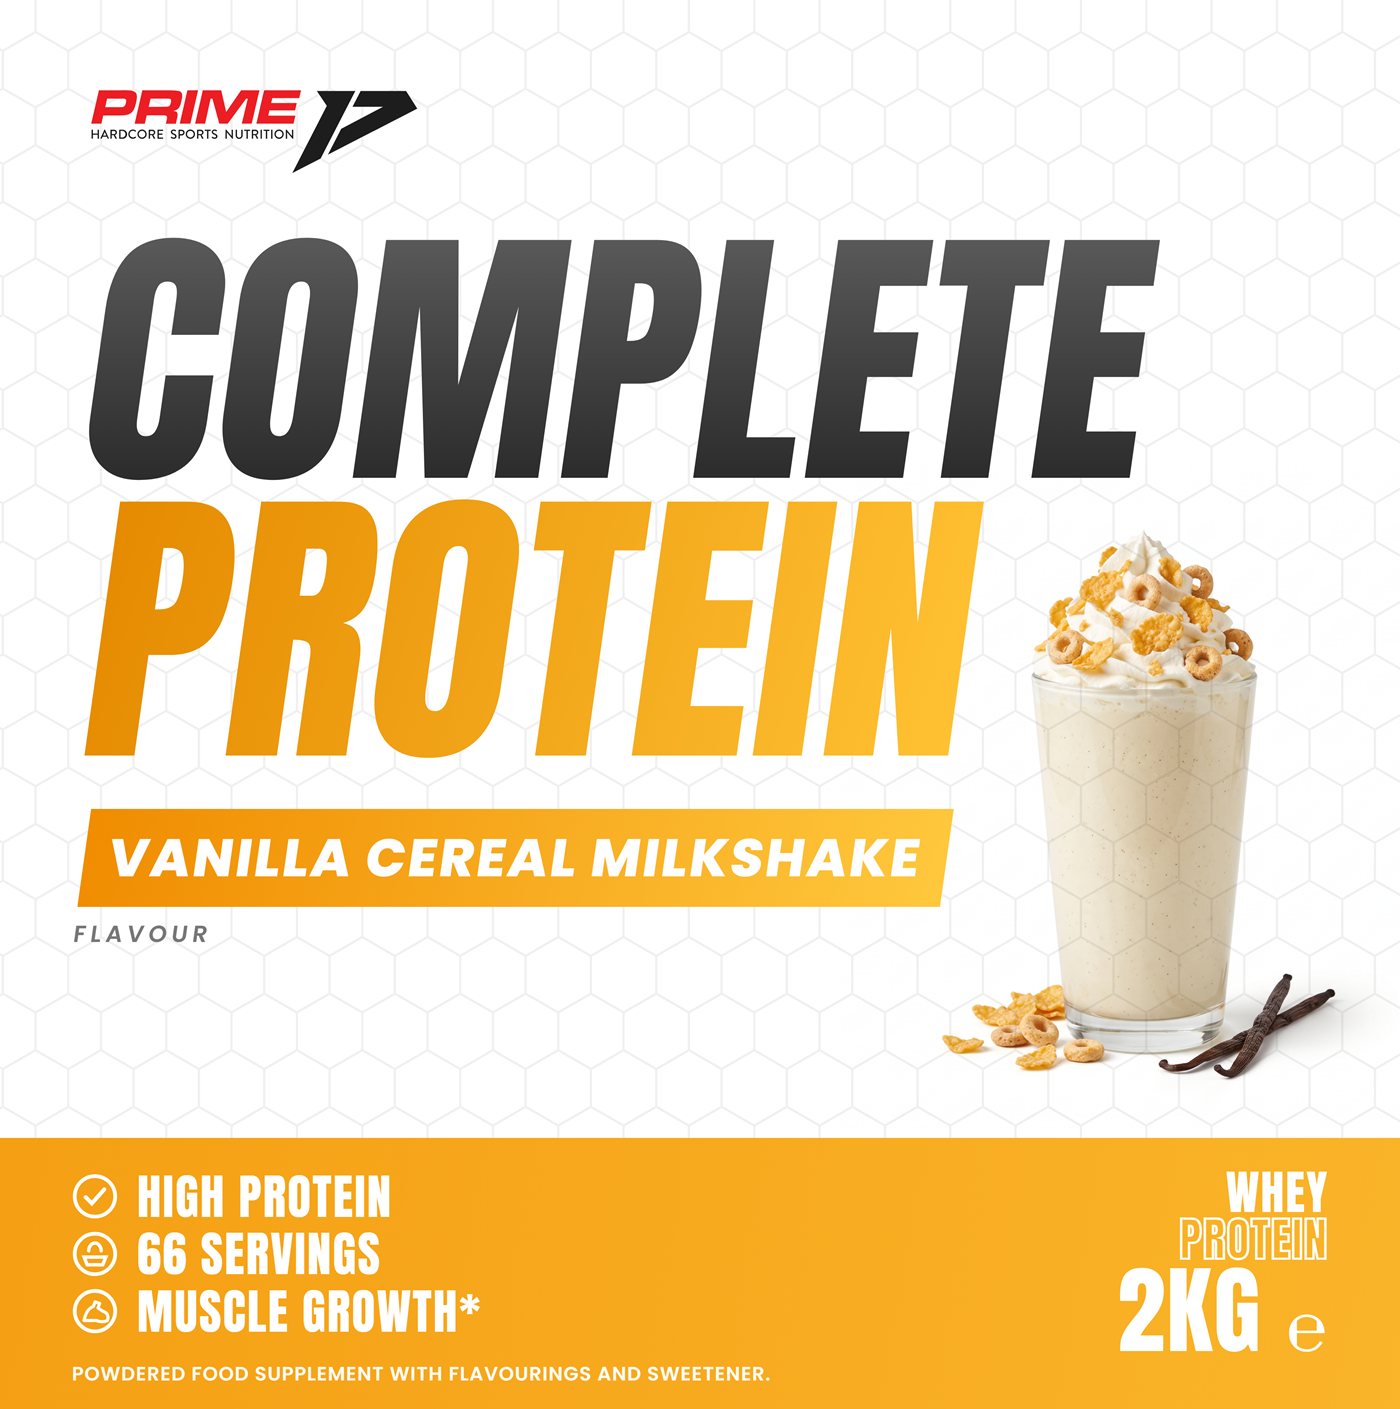 PRIME
HARDCORE SPORTS NUTRITION
COMPLETE
PROTEIN
VANILLA CEREAL MILKSHAKE
FLAVOUR
HIGH PROTEIN
66 SERVINGS
MUSCLE GROWTH*
POWDERED FOOD SUPPLEMENT WITH FLAVOURINGS AND SWEETENER.
WHEY
PROTEIN
2KG ℮